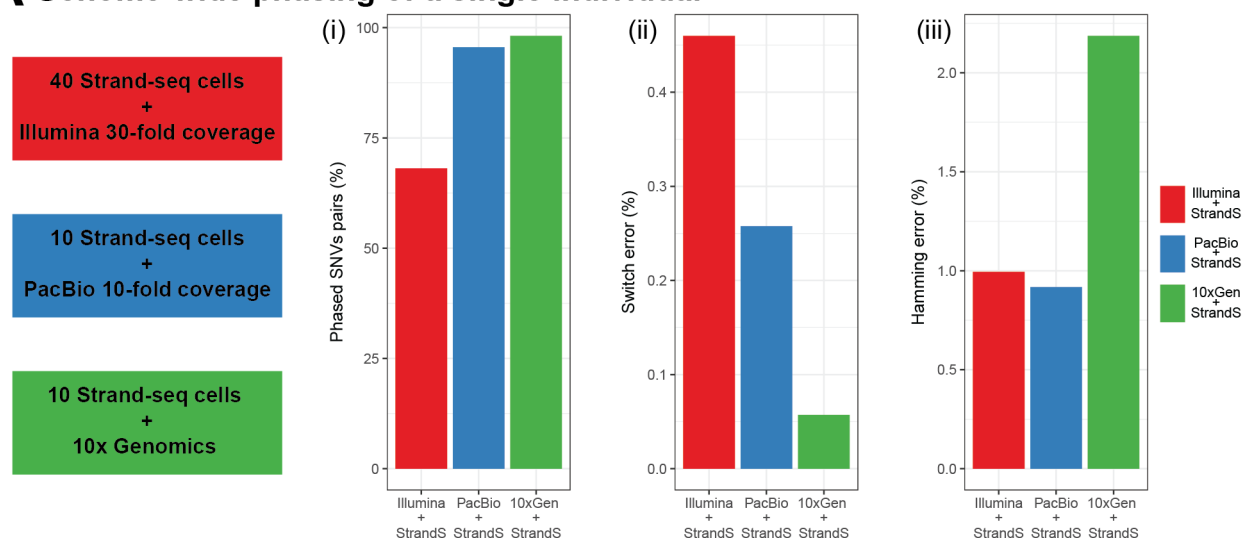 40 Strand-seq cells
+
Illumina 30-fold coverage
10 Strand-seq cells
+
PacBio 10-fold coverage
10 Strand-seq cells
+
10x Genomics
(i)
Phased SNVs pairs (%)
100
75
50
25
0
Illumina
+
StrandS
PacBio
+
StrandS
10xGen
+
StrandS
(ii)
Switch error (%)
0.4
0.3
0.2
0.1
0.0
Illumina
+
StrandS
PacBio
+
StrandS
10xGen
+
StrandS
(iii)
Hamming error (%)
2.0
1.5
1.0
0.5
0.0
Illumina
+
StrandS
PacBio
+
StrandS
10xGen
+
StrandS
Illumina
+
StrandS
PacBio
+
StrandS
10xGen
+
StrandS